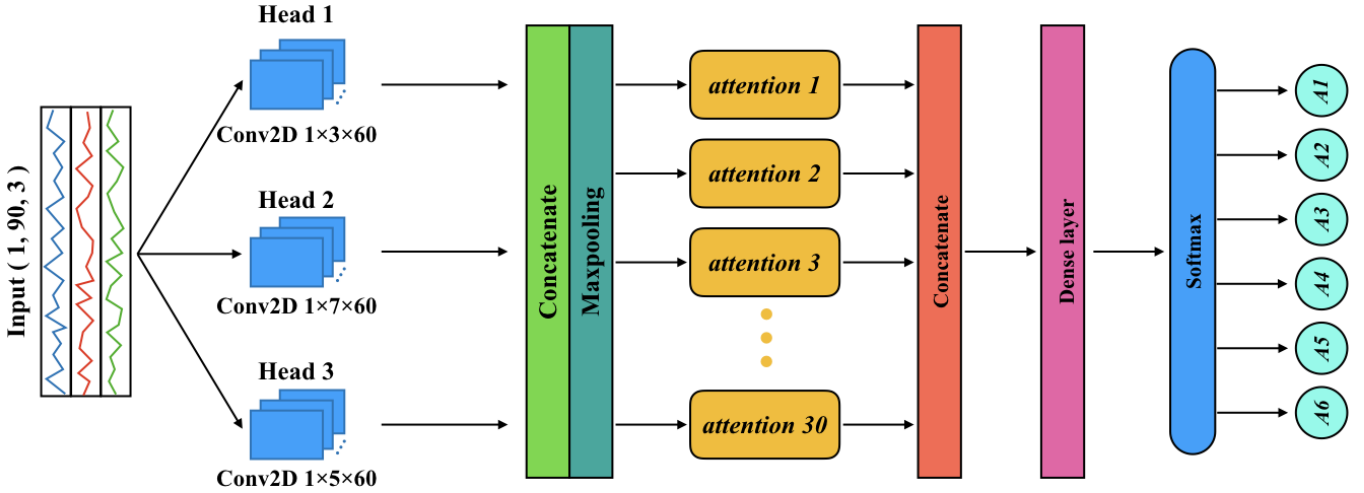 Input ( 1, 90, 3 )
Head 1
Conv2D 1×3×60
Head 2
Conv2D 1×7×60
Head 3
Conv2D 1×5×60
Concatenate
Maxpooling
attention 1
attention 2
attention 3
attention 30
Concatenate
Dense layer
Softmax
A1
A2
A3
A4
A5
A6